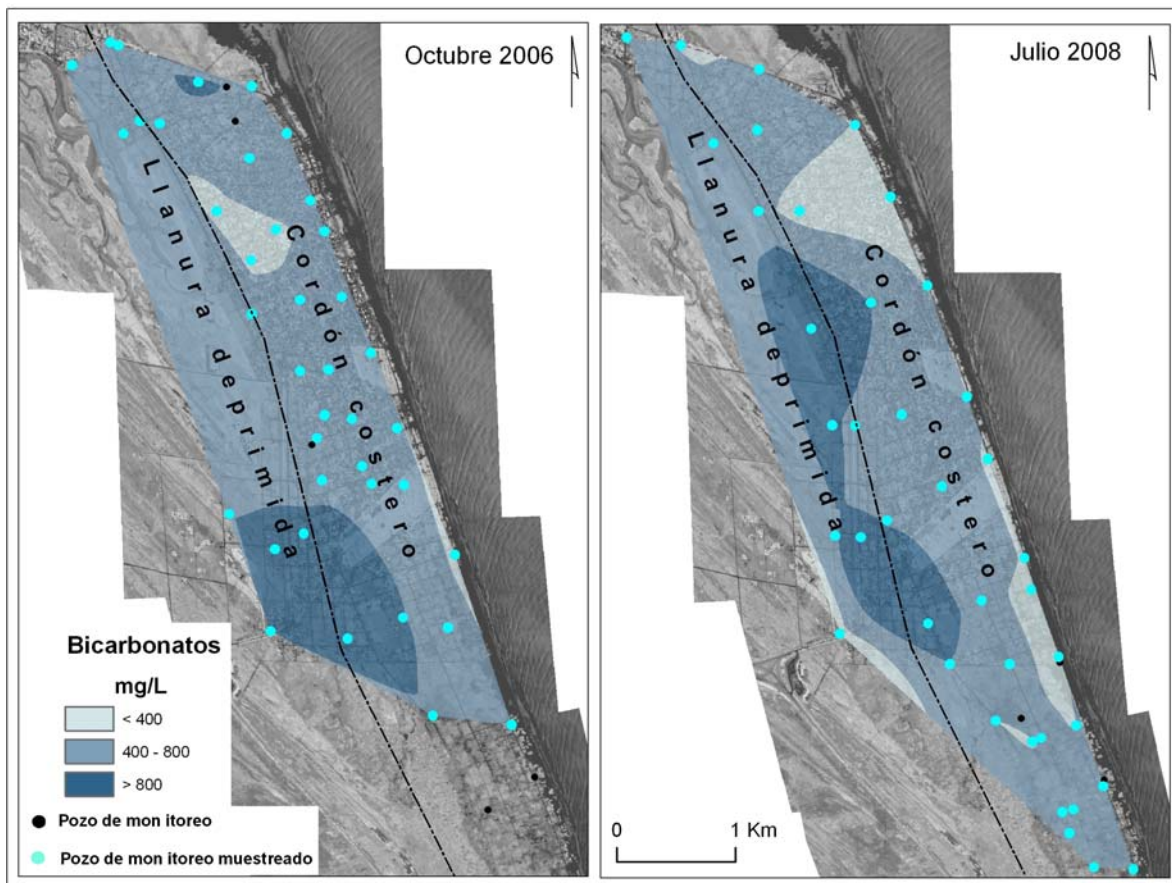 Octubre 2006
Llanura deprimida
Cordón costero
Bicarbonatos
mg/L
< 400
400 - 800
> 800
Pozo de mon itoreo
Pozo de mon itoreo muestreado
Julio 2008
Llanura deprimida
Cordón costero
0 1 Km